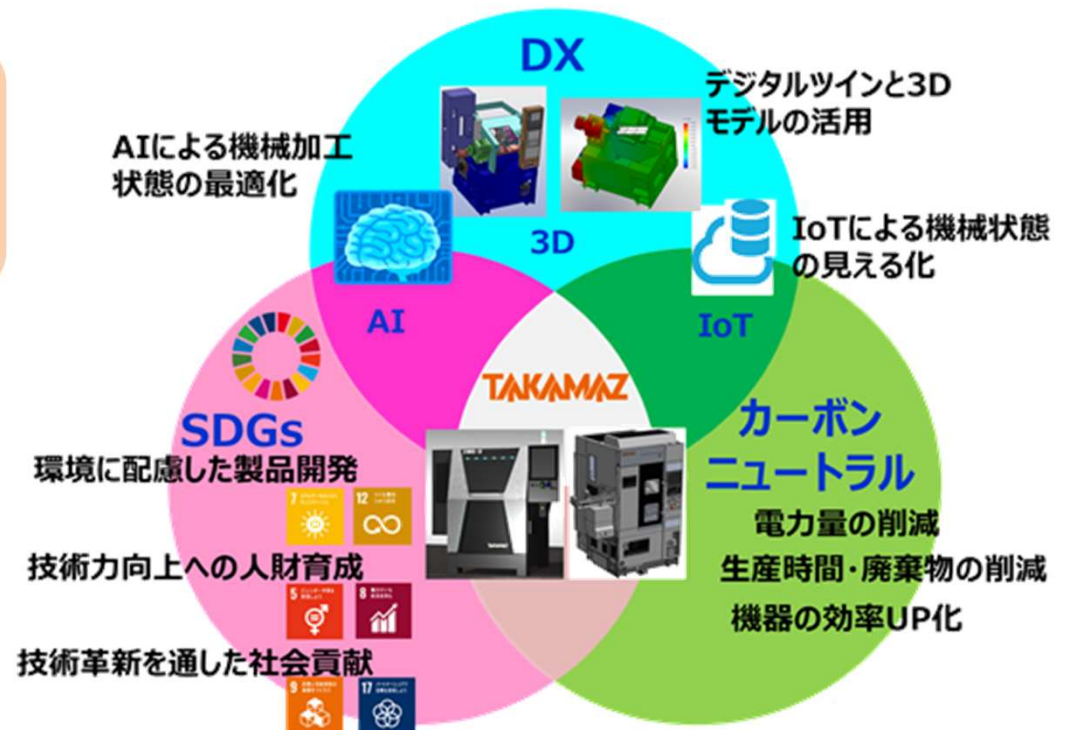 DX
デジタルツインと3D
モデルの活用
AIによる機械加工
状態の最適化
3D
IoTによる機械状態
の見える化
AI
IoT
TAKAMAZ
SDGs
環境に配慮した製品開発
7
12
技術力向上への人財育成
5
8
技術革新を通した社会貢献
9
17
カーボン
ニュートラル
電力量の削減
生産時間・廃棄物の削減
機器の効率UP化